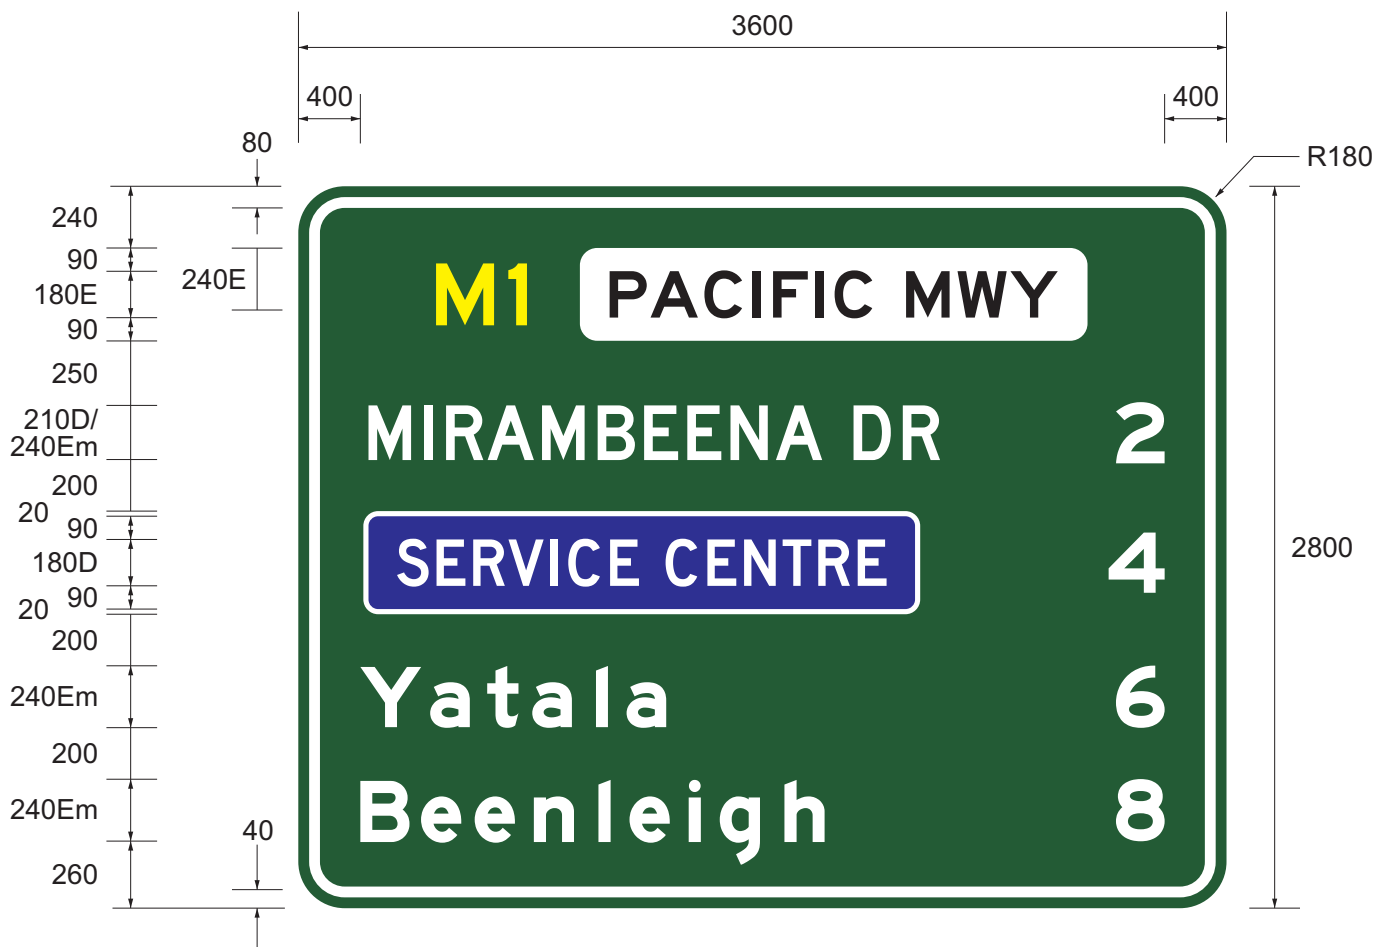 3600
400 400
80
R180
240
90
240E
180E
90
M1 PACIFIC MWY
250
210D/
240Em
MIRAMBEENA DR 2
200
20
90
180D
SERVICE CENTRE 4
2800
90
20
200
240Em
Yatala 6
200
240Em
Beenleigh 8
40
260